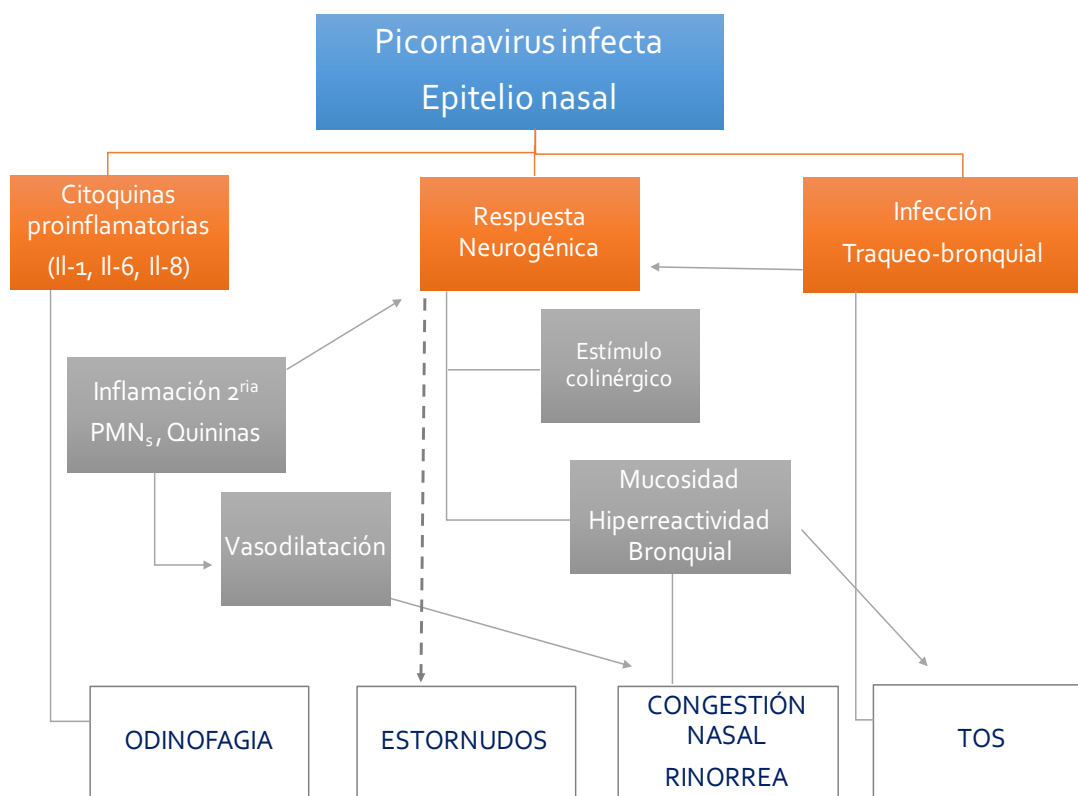 Picornavirus infecta
Epitelio nasal
Citoquinas
proinflamatorias
(Il-1, Il-6, Il-8)
Respuesta
Neurogénica
Infección
Traqueo-bronquial
Estímulo
colinérgico
Inflamación 2ria
PMNs, Quininas
Mucosidad
Hiperreactividad
Bronquial
Vasodilatación
ODINOFAGIA
ESTORNUDOS
CONGESTIÓN
NASAL
RINORREA
TOS